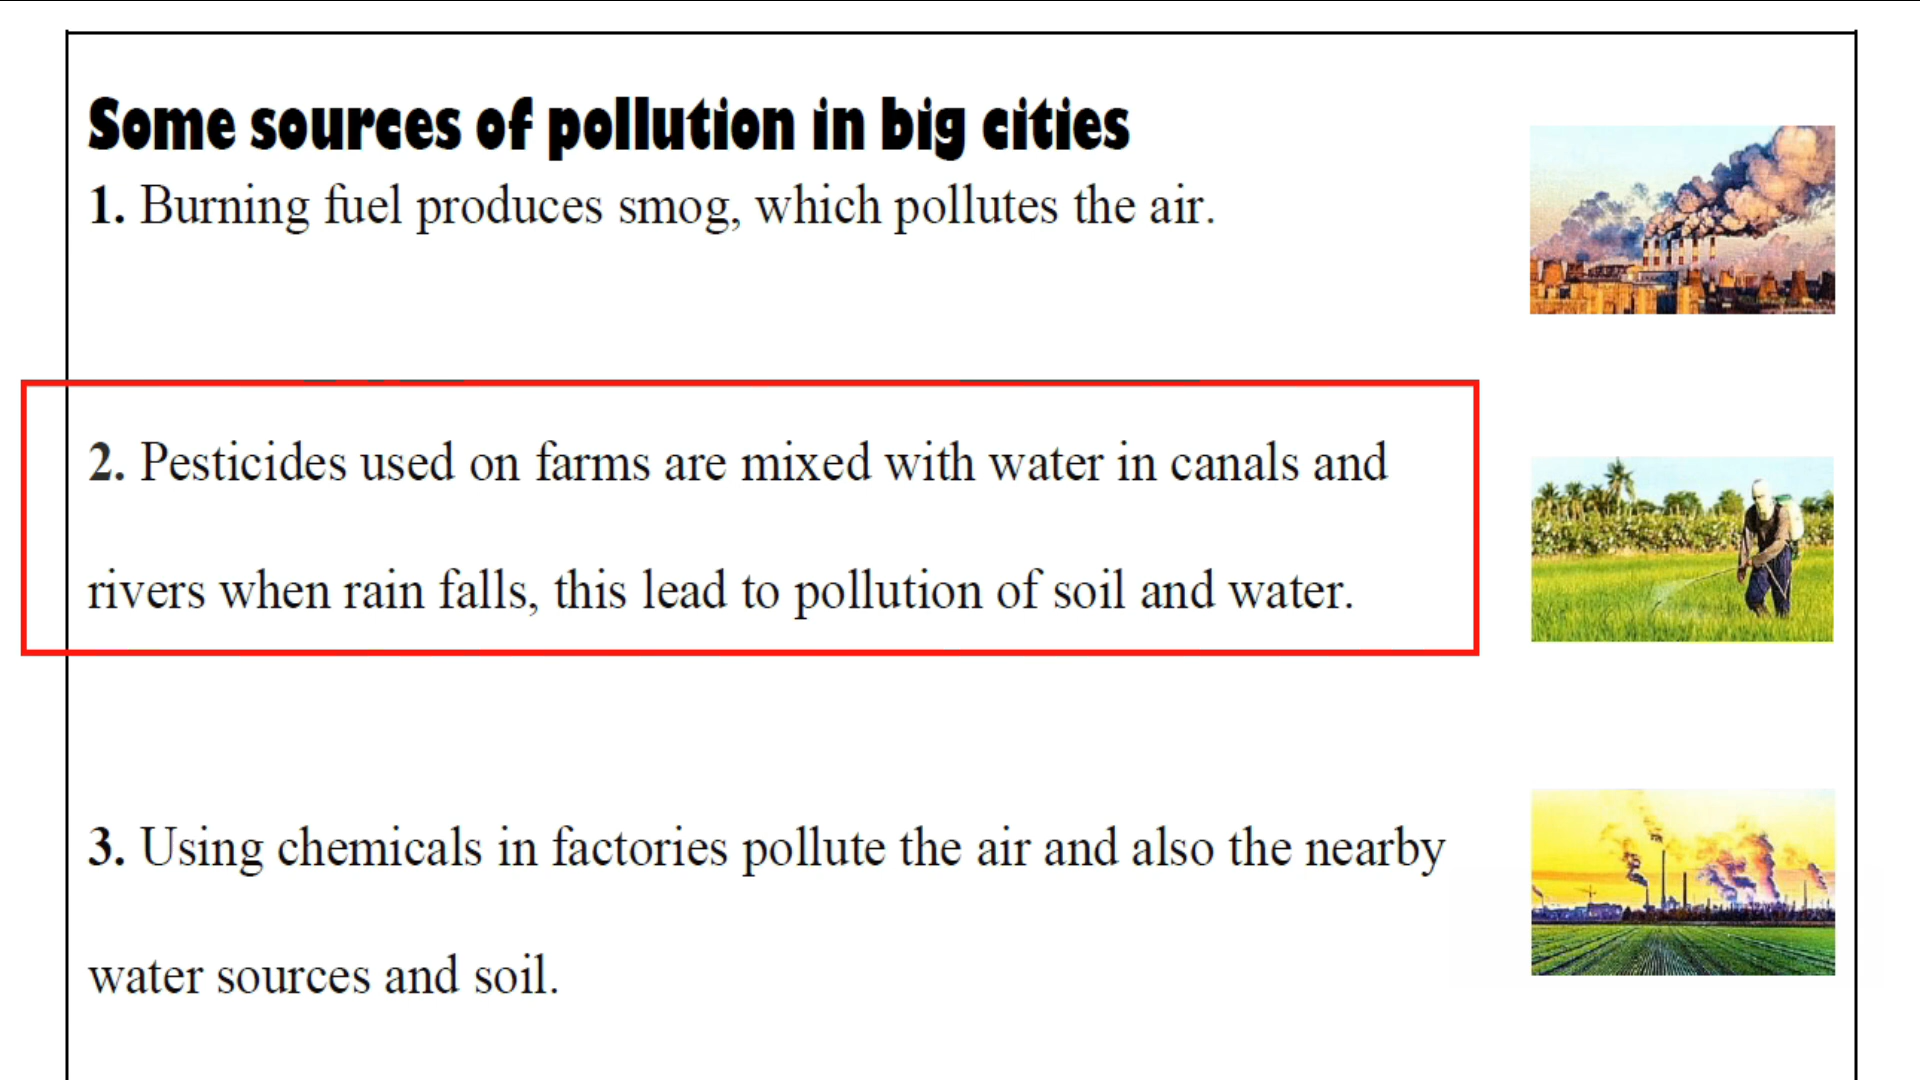 Some sources of pollution in big cities
1. Burning fuel produces smog, which pollutes the air.
2. Pesticides used on farms are mixed with water in canals and
rivers when rain falls, this lead to pollution of soil and water.
3. Using chemicals in factories pollute the air and also the nearby
water sources and soil.